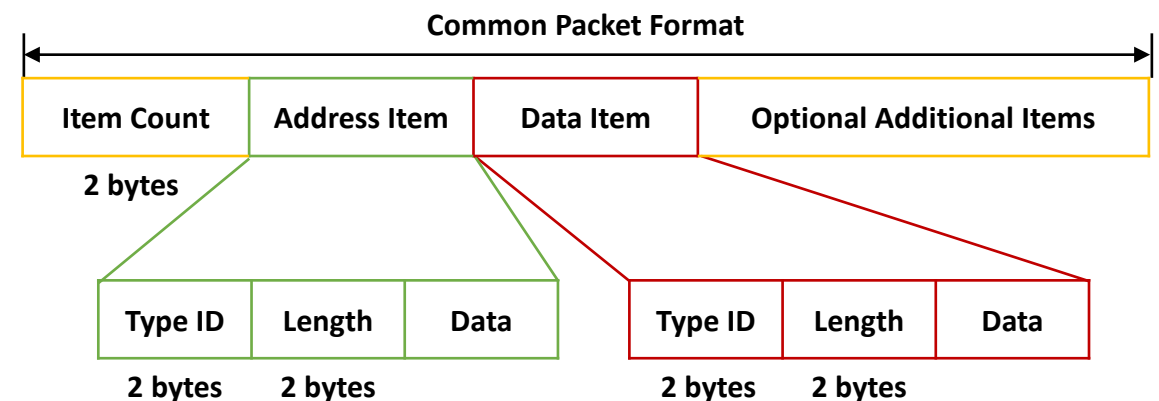 Common Packet Format
Item Count Address Item Data Item Optional Additional Items
2 bytes
Type ID Length Data Type ID Length Data
2 bytes 2 bytes 2 bytes 2 bytes